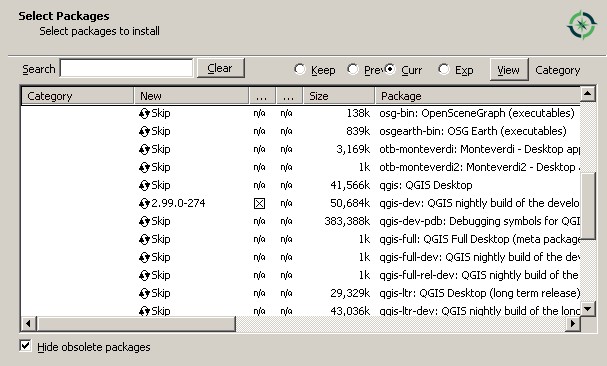 Select Packages
Select packages to install
Search Clear Keep Prev Curr Exp View Category
Category New ... ... Size Package
Skip n/a n/a 138k osg-bin: OpenSceneGraph (executables)
Skip n/a n/a 839k osgearth-bin: OSG Earth (executables)
Skip n/a n/a 3,169k otb-monteverdi: Monteverdi - Desktop app
Skip n/a n/a 1k otb-monteverdi2: Monteverdi2 - Desktop
Skip n/a n/a 41,566k qgis: QGIS Desktop
2.99.0-274 n/a 50,684k qgis-dev: QGIS nightly build of the develo
Skip n/a n/a 383,388k qgis-dev-pdb: Debugging symbols for QGI
Skip n/a n/a 1k qgis-full: QGIS Full Desktop (meta package
Skip n/a n/a 1k qgis-full-dev: QGIS nightly build of the dev
Skip n/a n/a 1k qgis-full-rel-dev: QGIS nightly build of the
Skip n/a n/a 29,329k qgis-ltr: QGIS Desktop (long term release)
Skip n/a n/a 43,036k qgis-ltr-dev: QGIS nightly build of the long
Hide obsolete packages